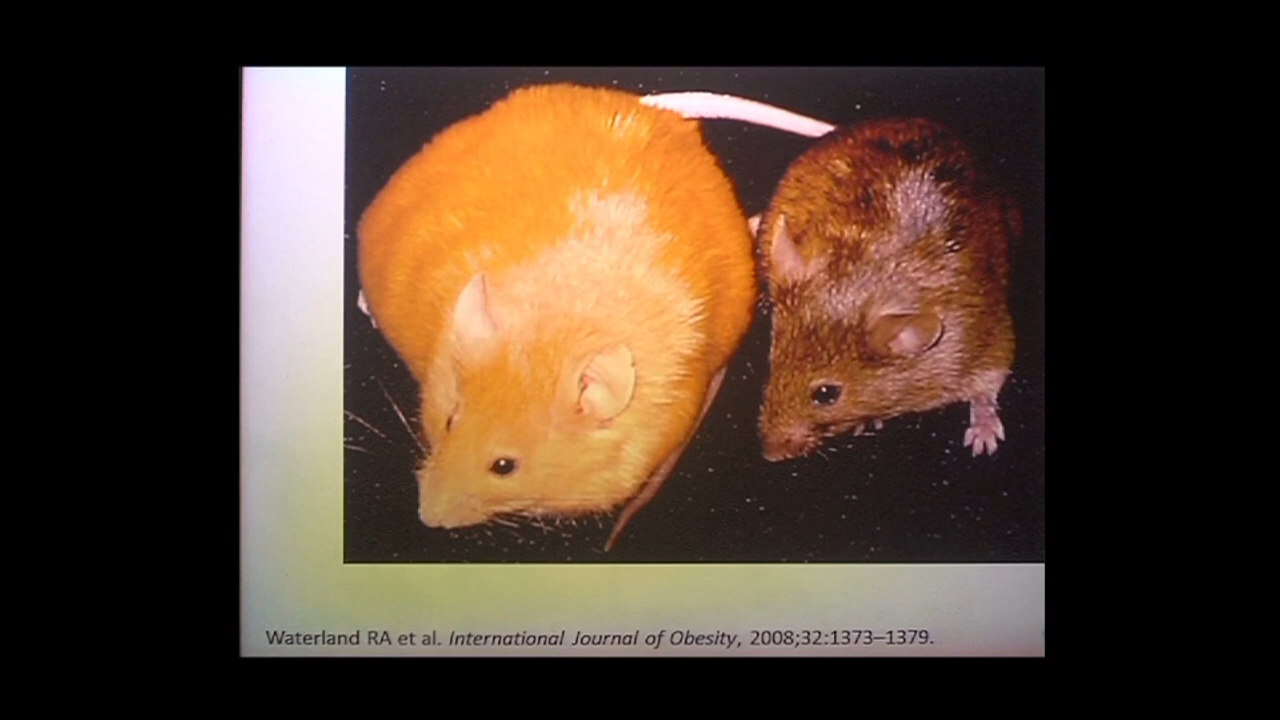 Waterland RA et al. International Journal of Obesity, 2008;32:1373–1379.